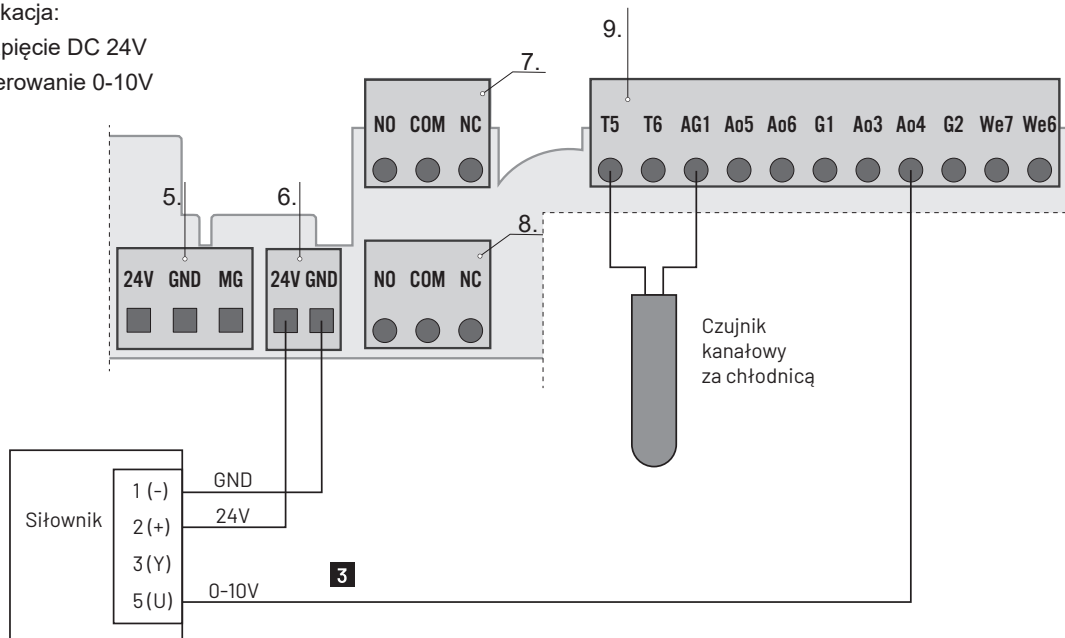 kacja:
pięcie DC 24V
erowanie 0-10V
9.
7.
NO COM NC
T5 T6 AG1 Ao5 Ao6 G1 Ao3 Ao4 G2 We7 We6
5.
6.
8.
24V GND MG
24V GND
NO COM NC
Czujnik
kanałowy
za chłodnicą
Siłownik
1 (-)
GND
2 (+)
24V
3 (Y)
3
5 (U)
0-10V